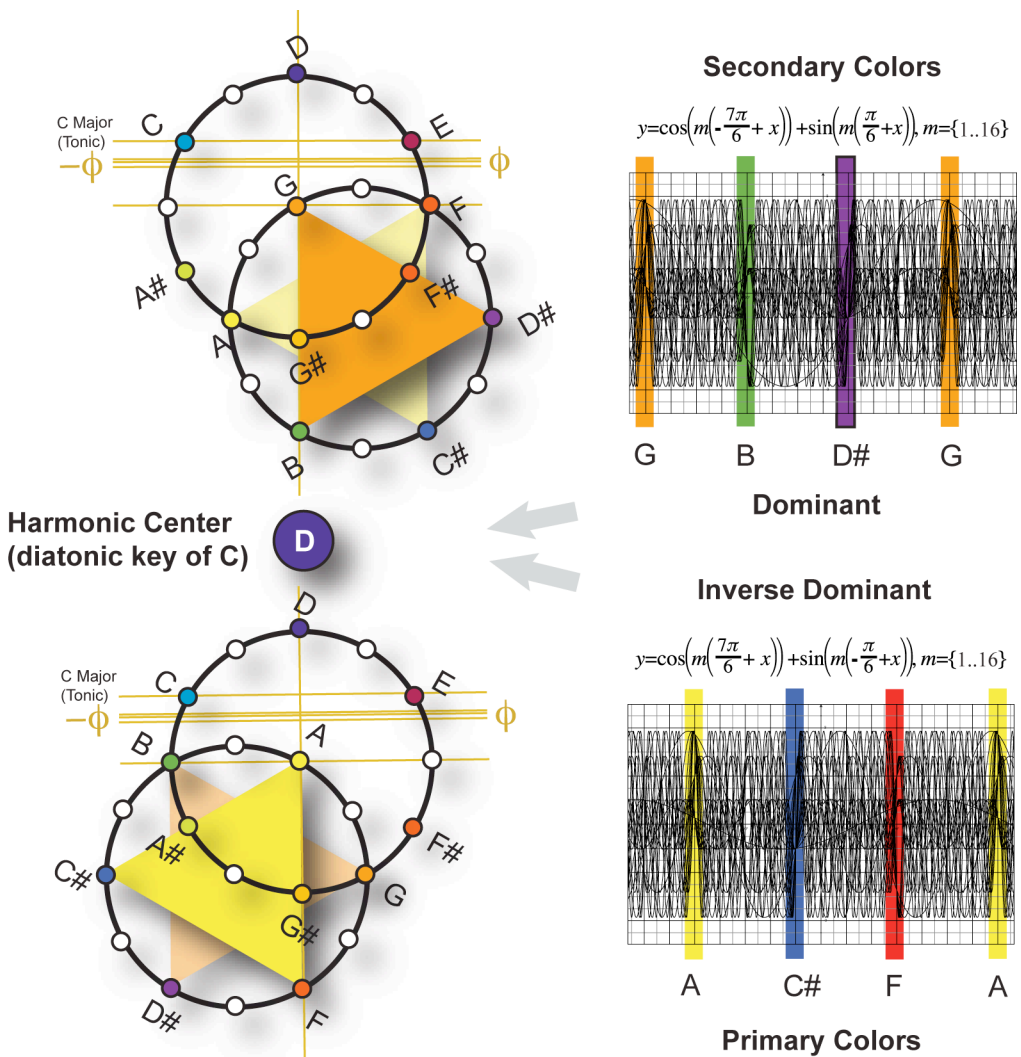 D
Secondary Colors
y=cos(m(-7π/6+ x)) +sin(m(π/6+x)), m={1..16}
C Major
(Tonic)
C
E
-ϕ
ϕ
G
F
A#
F#
A
D#
G#
B
C#
G
B
D#
G
Dominant
Harmonic Center
(diatonic key of C)
D
Inverse Dominant
D
y=cos(m(7π/6+ x)) +sin(m(-π/6+x)), m={1..16}
C Major
(Tonic)
C
E
-ϕ
ϕ
B
A
A#
F#
C#
G
G#
D#
F
A
C#
F
A
Primary Colors